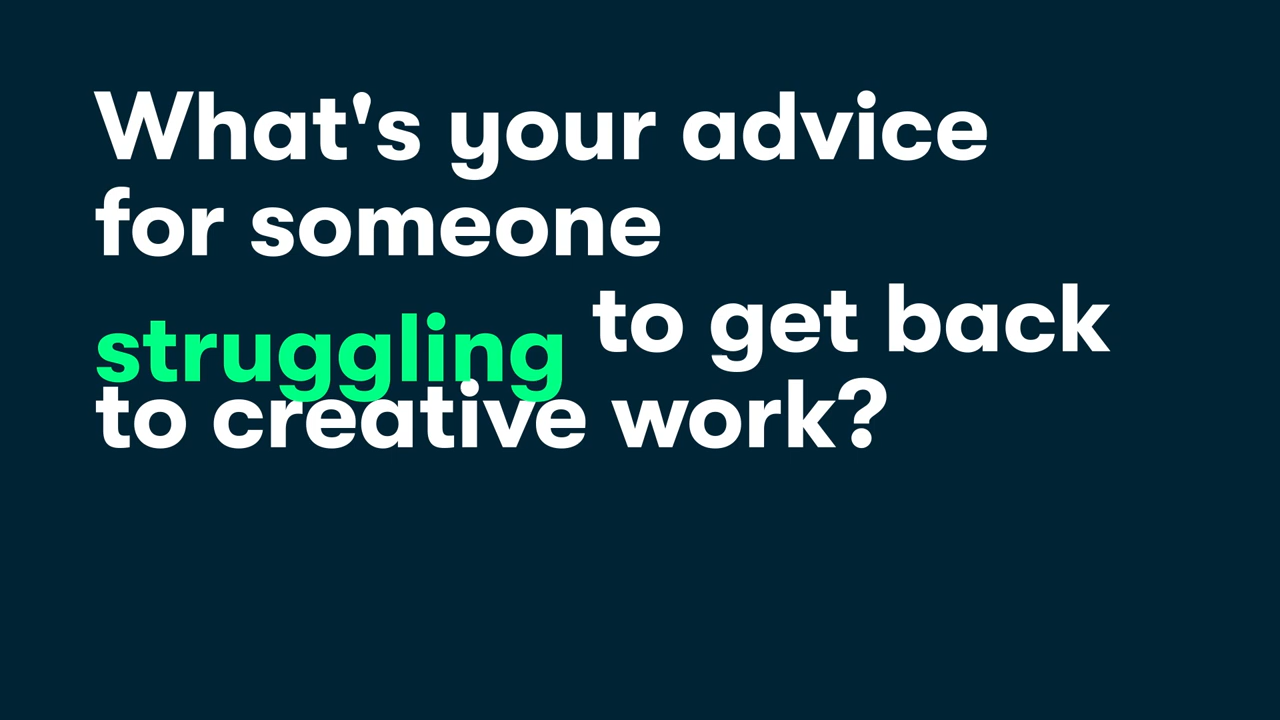 What's your advice
for someone
struggling to get back
to creative work?